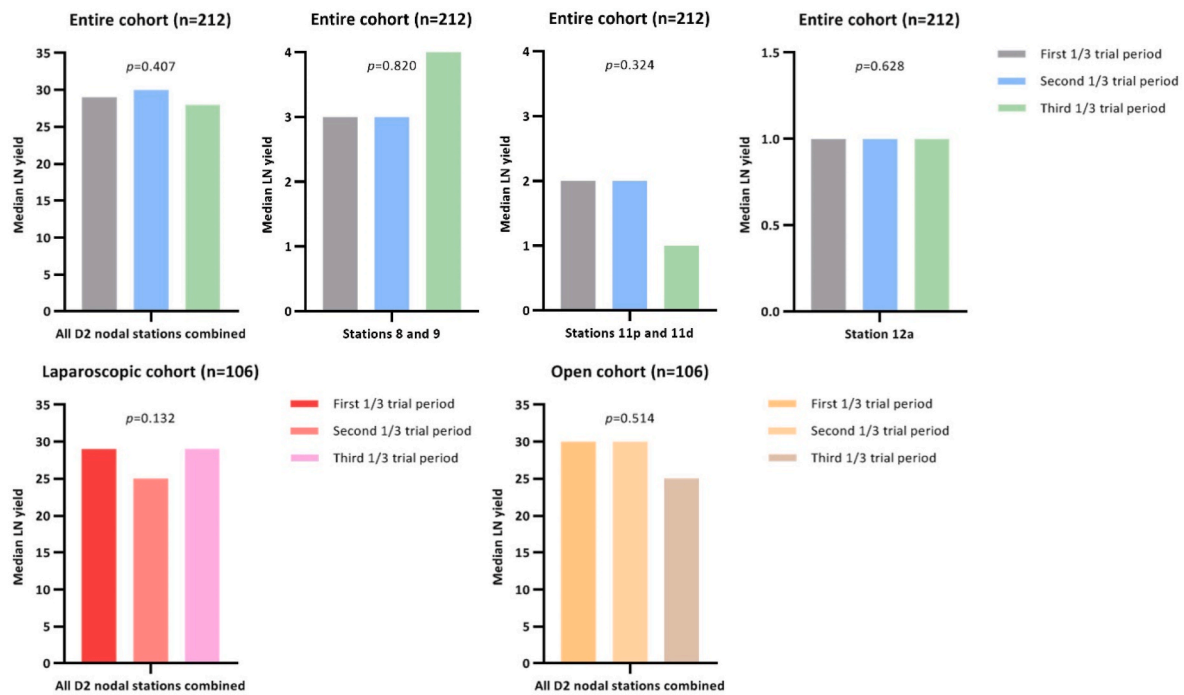 Entire cohort (n=212)
p=0.407
Median LN yield
35
30
25
20
15
10
5
0
All D2 nodal stations combined
Entire cohort (n=212)
p=0.820
Median LN yield
4
3
2
1
0
Stations 8 and 9
Entire cohort (n=212)
p=0.324
Median LN yield
4
3
2
1
0
Stations 11p and 11d
Entire cohort (n=212)
p=0.628
Median LN yield
1.5
1.0
0.5
0.0
Station 12a
First 1/3 trial period
Second 1/3 trial period
Third 1/3 trial period
Laparoscopic cohort (n=106)
p=0.132
Median LN yield
35
30
25
20
15
10
5
0
All D2 nodal stations combined
First 1/3 trial period
Second 1/3 trial period
Third 1/3 trial period
Open cohort (n=106)
p=0.514
Median LN yield
35
30
25
20
15
10
5
0
All D2 nodal stations combined
First 1/3 trial period
Second 1/3 trial period
Third 1/3 trial period